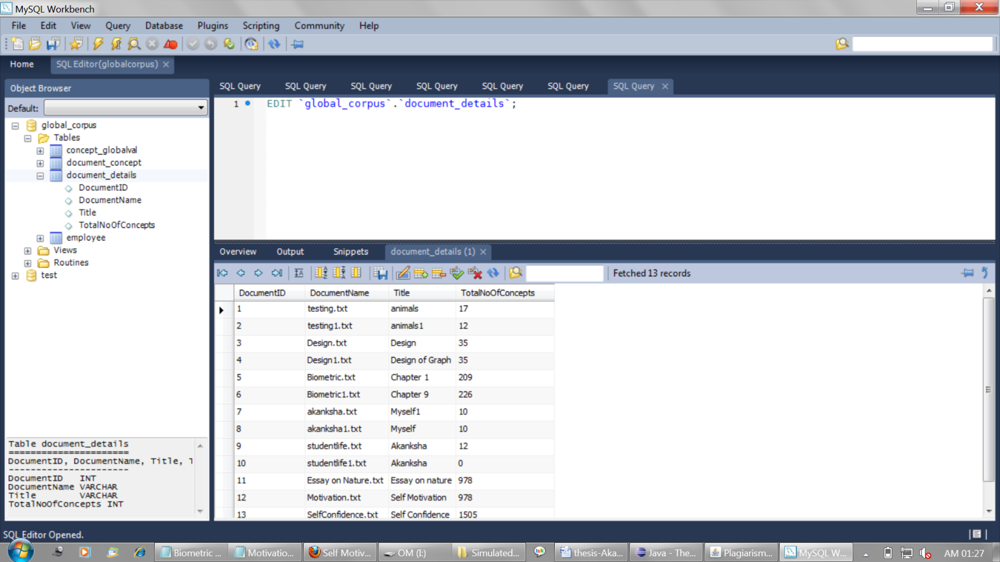 MySQL Workbench
File Edit View Query Database Plugins Scripting Community Help
Home SQL Editor(globalcorpus)
Object Browser
SQL Query SQL Query SQL Query SQL Query SQL Query SQL Query SQL Query
Default:
1 EDIT `global_corpus`.`document_details`;
global_corpus
Tables
concept_globalval
document_concept
document_details
DocumentID
DocumentName
Title
TotalNoOfConcepts
employee
Views
Routines
test
Overview Output Snippets document_details (1)
Fetched 13 records
DocumentID DocumentName Title TotalNoOfConcepts
1 testing.txt animals 17
2 testing1.txt animals1 12
3 Design.txt Design 35
4 Design1.txt Design of Graph 35
5 Biometric.txt Chapter 1 209
6 Biometric1.txt Chapter 9 226
7 akanksha.txt Myself1 10
8 akanksha1.txt Myself 10
9 studentlife.txt Akanksha 12
10 studentlife1.txt Akanksha 0
11 Essay on Nature.txt Essay on nature 978
12 Motivation.txt Self Motivation 978
13 SelfConfidence.txt Self Confidence 1505
Table document_details
======================
DocumentID, DocumentName, Title, T
----------------------
DocumentID INT
DocumentName VARCHAR
Title VARCHAR
TotalNoOfConcepts INT
SQL Editor Opened.
Biometric ... Motivatio... Self Motiv... OM (I:) Simulated... thesis-Aka... Java - The... Plagiarism... MySQL W... AM 01:27